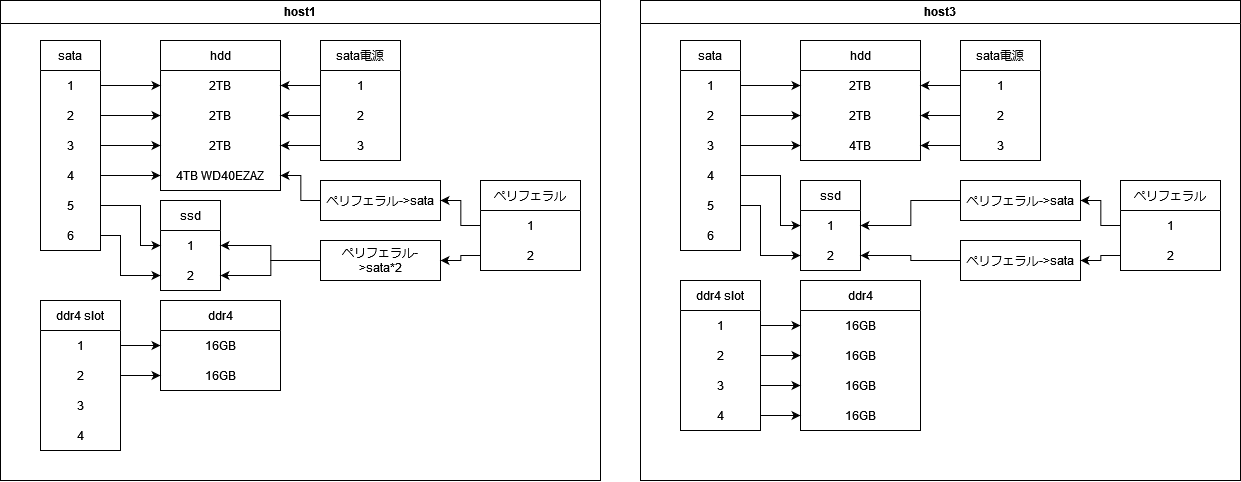 host1
sata
1
2
3
4
5
6
hdd
2TB
2TB
2TB
4TB WD40EZAZ
sata電源
1
2
3
ssd
1
2
ペリフェラル->sata
ペリフェラル-
>sata*2
ペリフェラル
1
2
ddr4 slot
1
2
3
4
ddr4
16GB
16GB
host3
sata
1
2
3
4
5
6
hdd
2TB
2TB
4TB
sata電源
1
2
3
ssd
1
2
ペリフェラル->sata
ペリフェラル->sata
ペリフェラル
1
2
ddr4 slot
1
2
3
4
ddr4
16GB
16GB
16GB
16GB